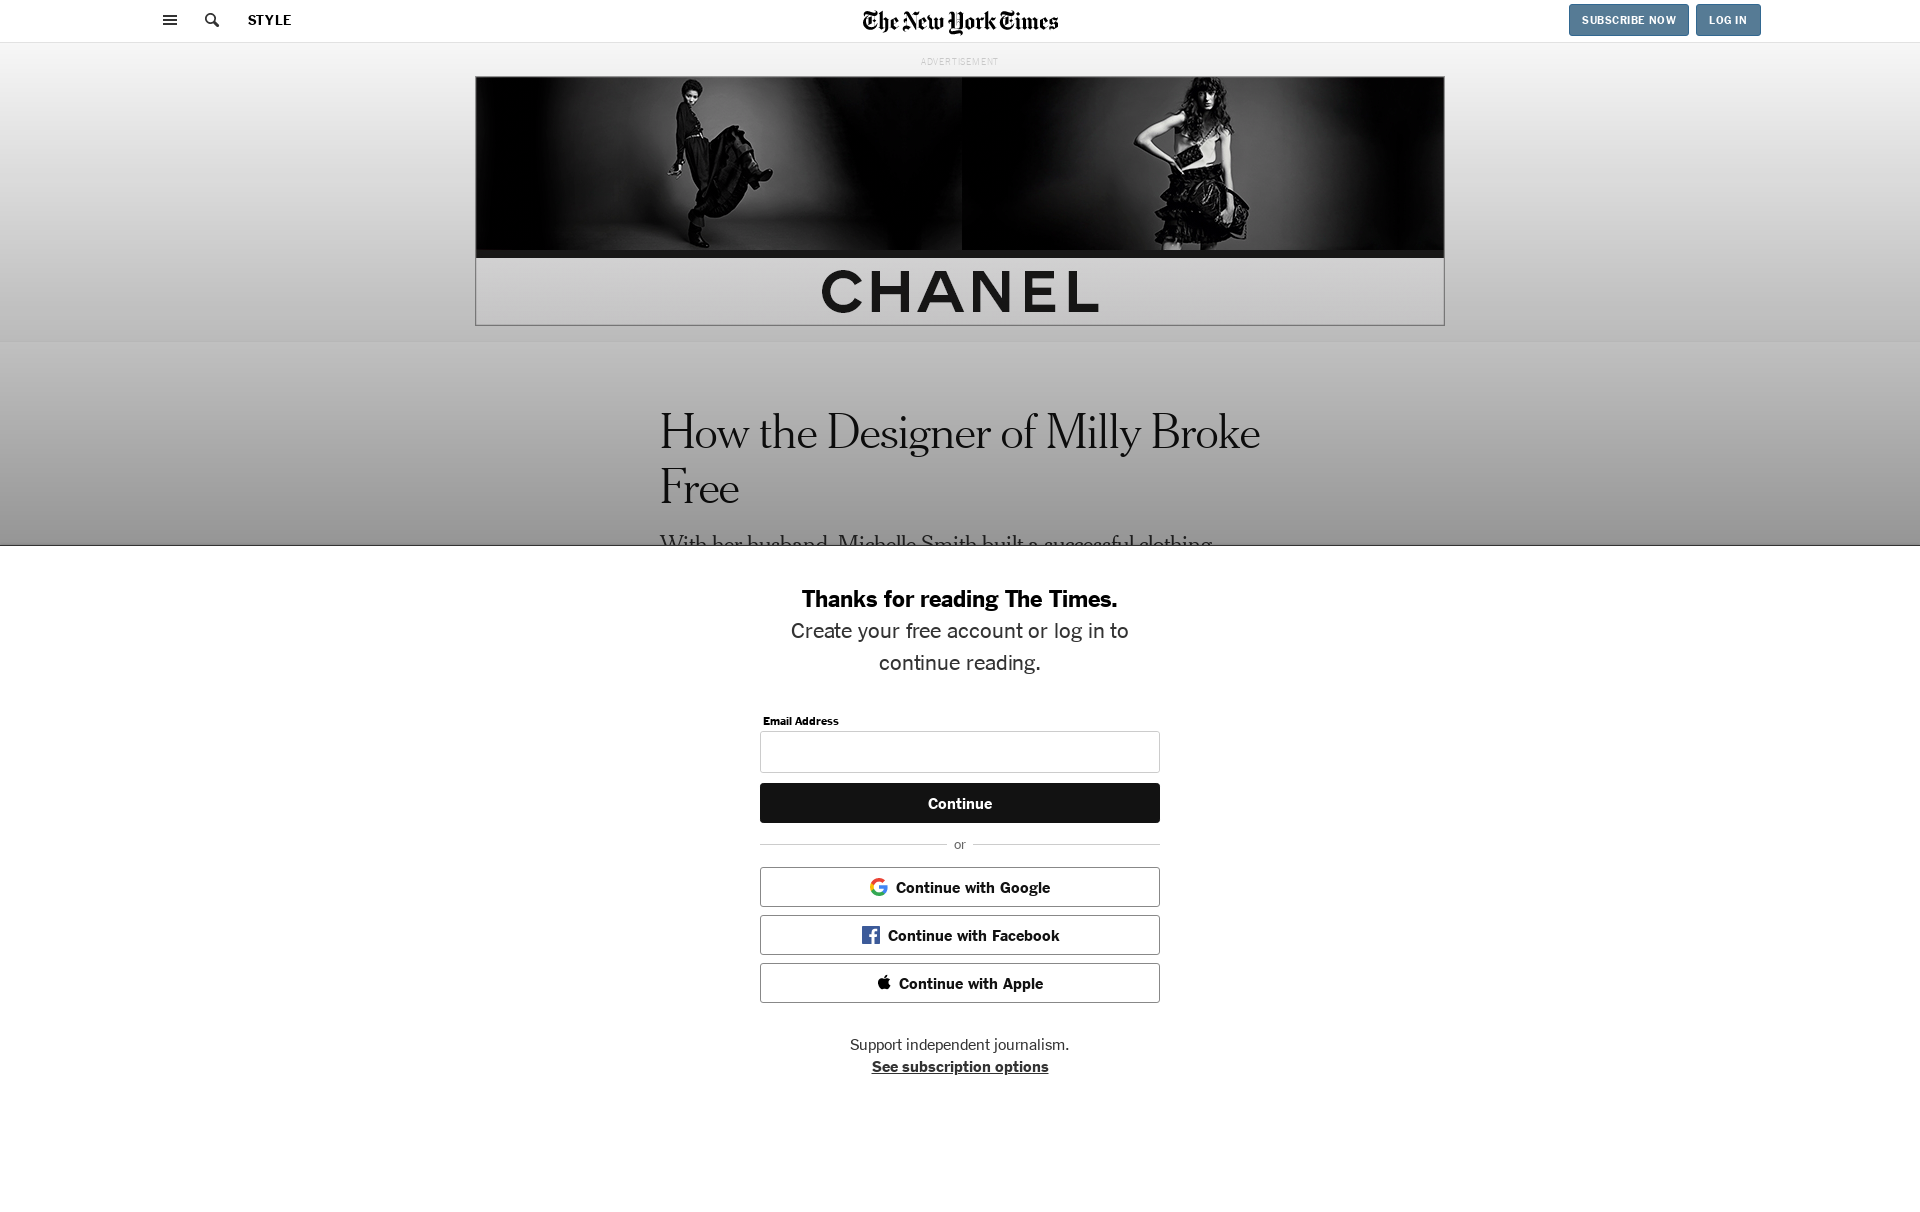 STYLE
The New York Times
SUBSCRIBE NOW
LOG IN
ADVERTISEMENT
CHANEL
How the Designer of Milly Broke
Free
With her husband, Michelle Smith built a successful clothing
Thanks for reading The Times.
Create your free account or log in to
continue reading.
Email Address
Continue
or
Continue with Google
Continue with Facebook
Continue with Apple
Support independent journalism.
See subscription options